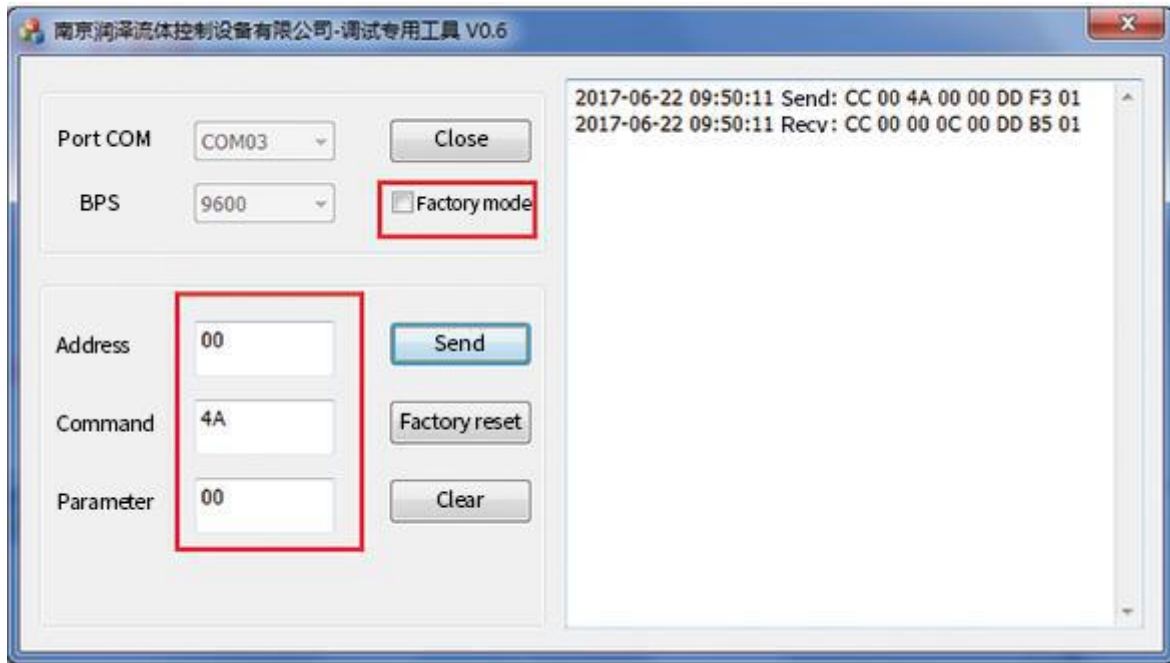 南京润泽流体控制设备有限公司-调试专用工具 V0.6
Port COM
COM03
Close
BPS
9600
Factory mode
Address
00
Send
Command
4A
Factory reset
Parameter
00
Clear
2017-06-22 09:50:11 Send: CC 00 4A 00 00 DD F3 01
2017-06-22 09:50:11 Recv: CC 00 00 0C 00 DD B5 01